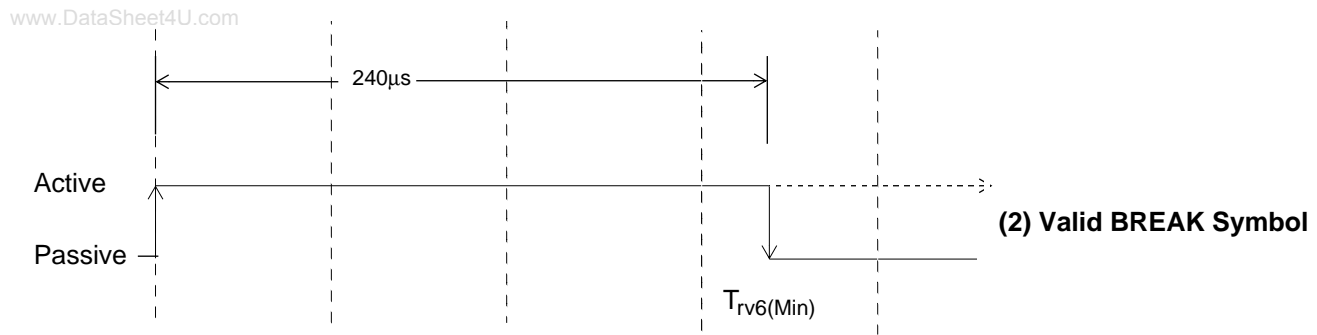 www.DataSheet4U.com
240μs
Active
(2) Valid BREAK Symbol
Passive
Trv6(Min)